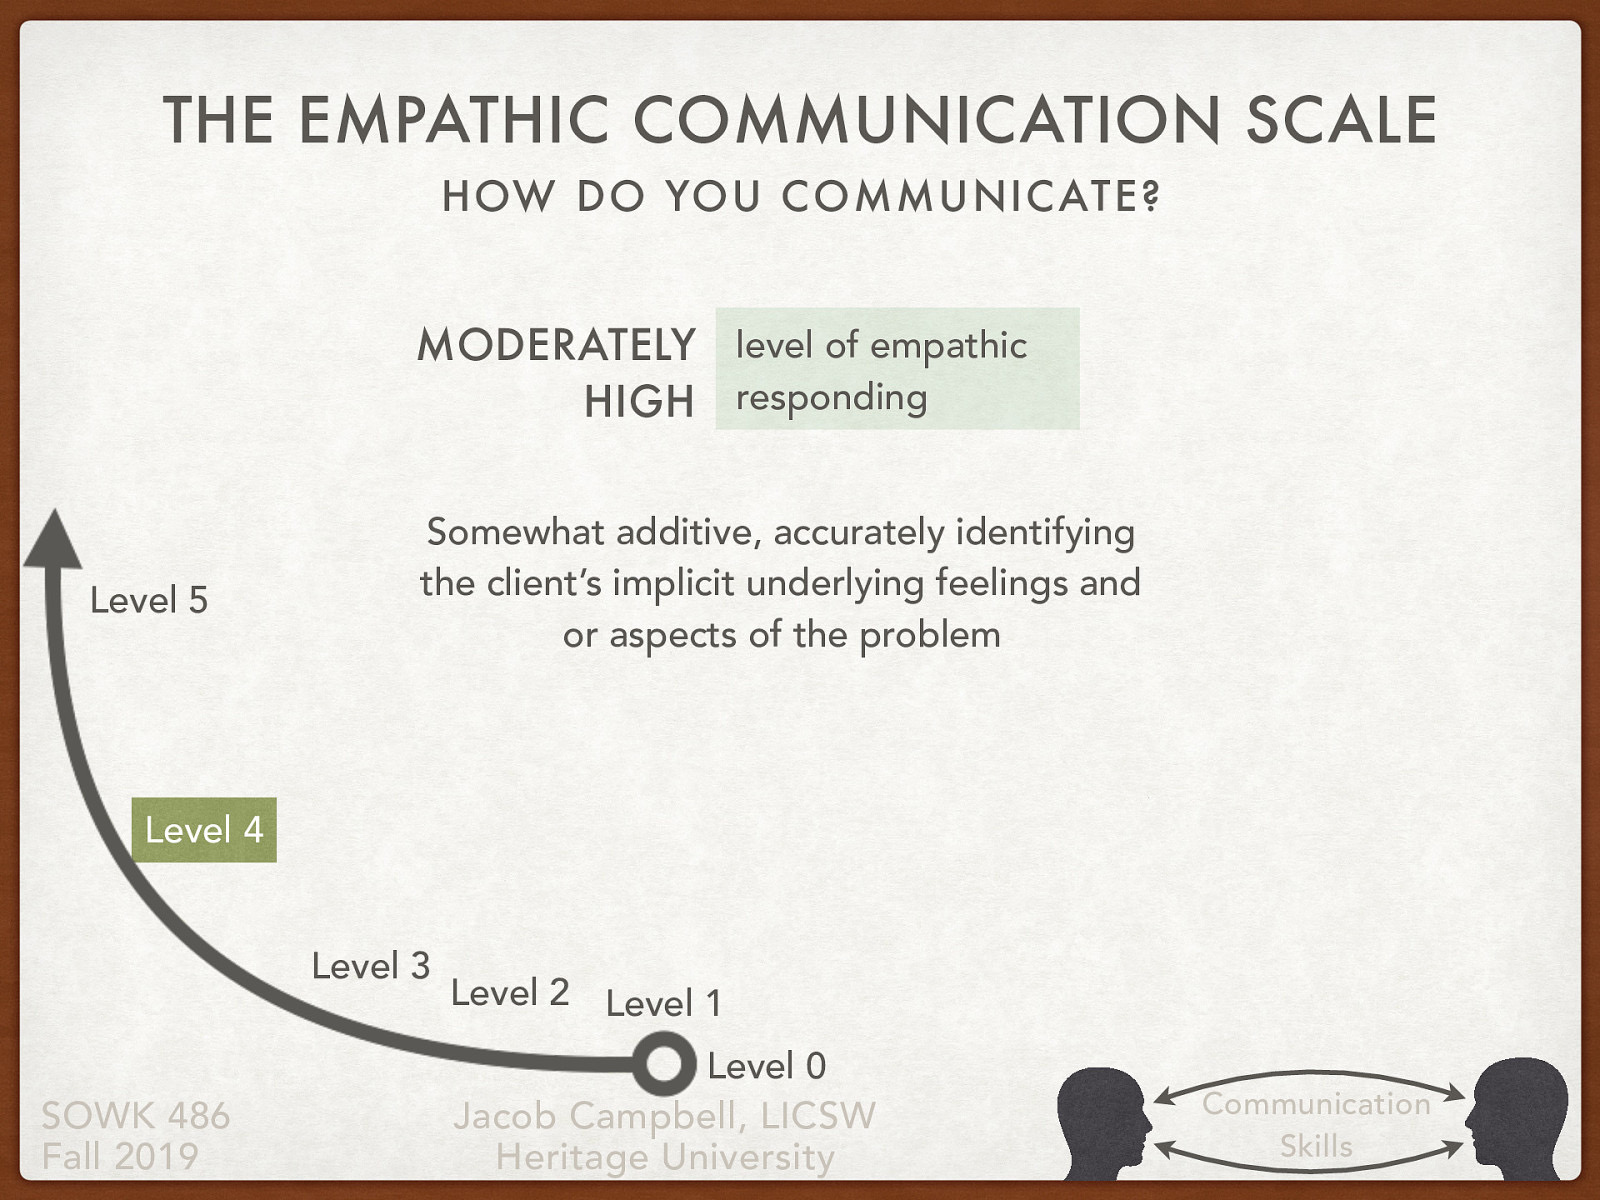 THE EMPATHIC COMMUNICATION SCALE
HOW DO YOU COMMUNICATE?
MODERATELY
HIGH
level of empathic
responding
Somewhat additive, accurately identifying
the client’s implicit underlying feelings and
or aspects of the problem
Level 5
Level 4
Level 3
Level 2
Level 1
Level 0
SOWK 486
Fall 2019
Jacob Campbell, LICSW
Heritage University
Communication
Skills